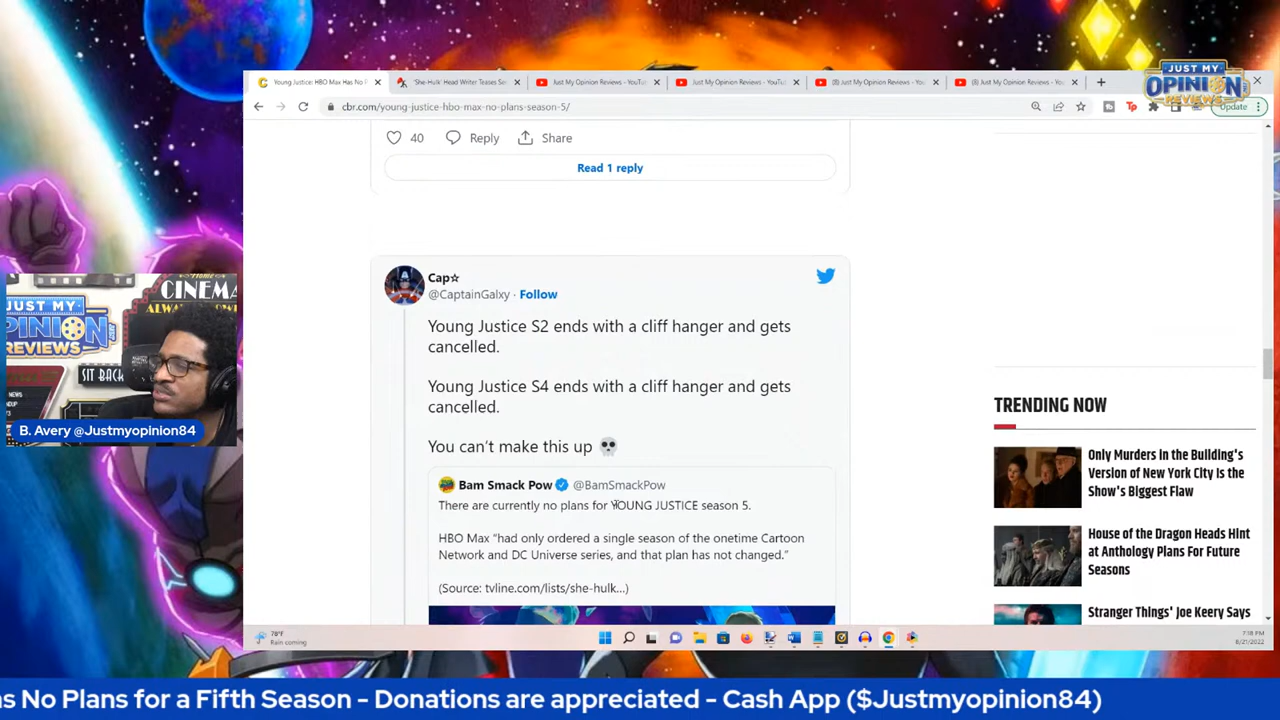 JUST MY
OPINION
REVIEWS
Young Justice: HBO Max Has No P
'She-Hulk' Head Writer Teases Se
Just My Opinion Reviews - YouTu
Just My Opinion Reviews - YouTu
(8) Just My Opinion Reviews - Yo
(8) Just My Opinion Reviews - Yo
cbr.com/young-justice-hbo-max-no-plans-season-5/
Update
40 Reply Share
Read 1 reply
Cap☆
@CaptainGalxy · Follow
Young Justice S2 ends with a cliff hanger and gets
cancelled.
Young Justice S4 ends with a cliff hanger and gets
cancelled.
You can't make this up 💀
Bam Smack Pow @BamSmackPow
There are currently no plans for YOUNG JUSTICE season 5.
HBO Max “had only ordered a single season of the onetime Cartoon
Network and DC Universe series, and that plan has not changed.”
(Source: tvline.com/lists/she-hulk...)
TRENDING NOW
Only Murders in the Building's
Version of New York City Is the
Show's Biggest Flaw
House of the Dragon Heads Hint
at Anthology Plans For Future
Seasons
Stranger Things' Joe Keery Says
CINEMA
JUST MY
OPINION
REVIEWS
SIT BACK
B. Avery @Justmyopinion84
78°F
Rain coming
7:38 PM
8/21/2022
as No Plans for a Fifth Season - Donations are appreciated - Cash App ($Justmyopinion84)